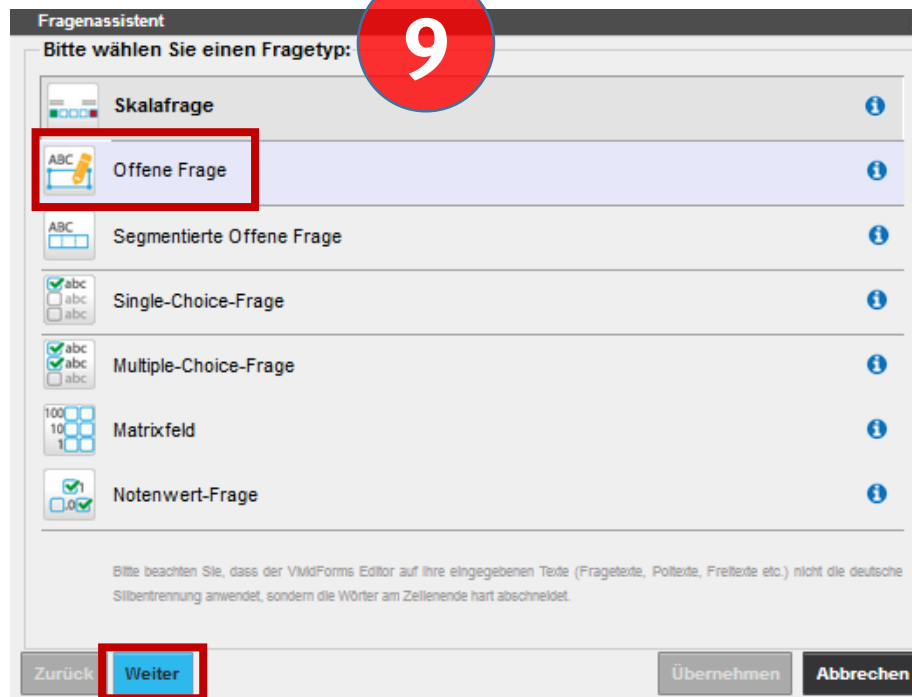 Fragenassistent
Bitte wählen Sie einen Fragetyp:
9
Skalafrage
ABC
Offene Frage
ABC
Segmentierte Offene Frage
abc
abc
abc
Single-Choice-Frage
abc
abc
abc
Multiple-Choice-Frage
100
10
1
Matrixfeld
1
.0
Notenwert-Frage
Bitte beachten Sie, dass der VividForms Editor auf Ihre eingegebenen Texte (Fragetexte, Poltexte, Freitexte etc.) nicht die deutsche
Silbentrennung anwendet, sondern die Wörter am Zeilenende hart abschneidet.
Zurück Weiter Übernehmen Abbrechen